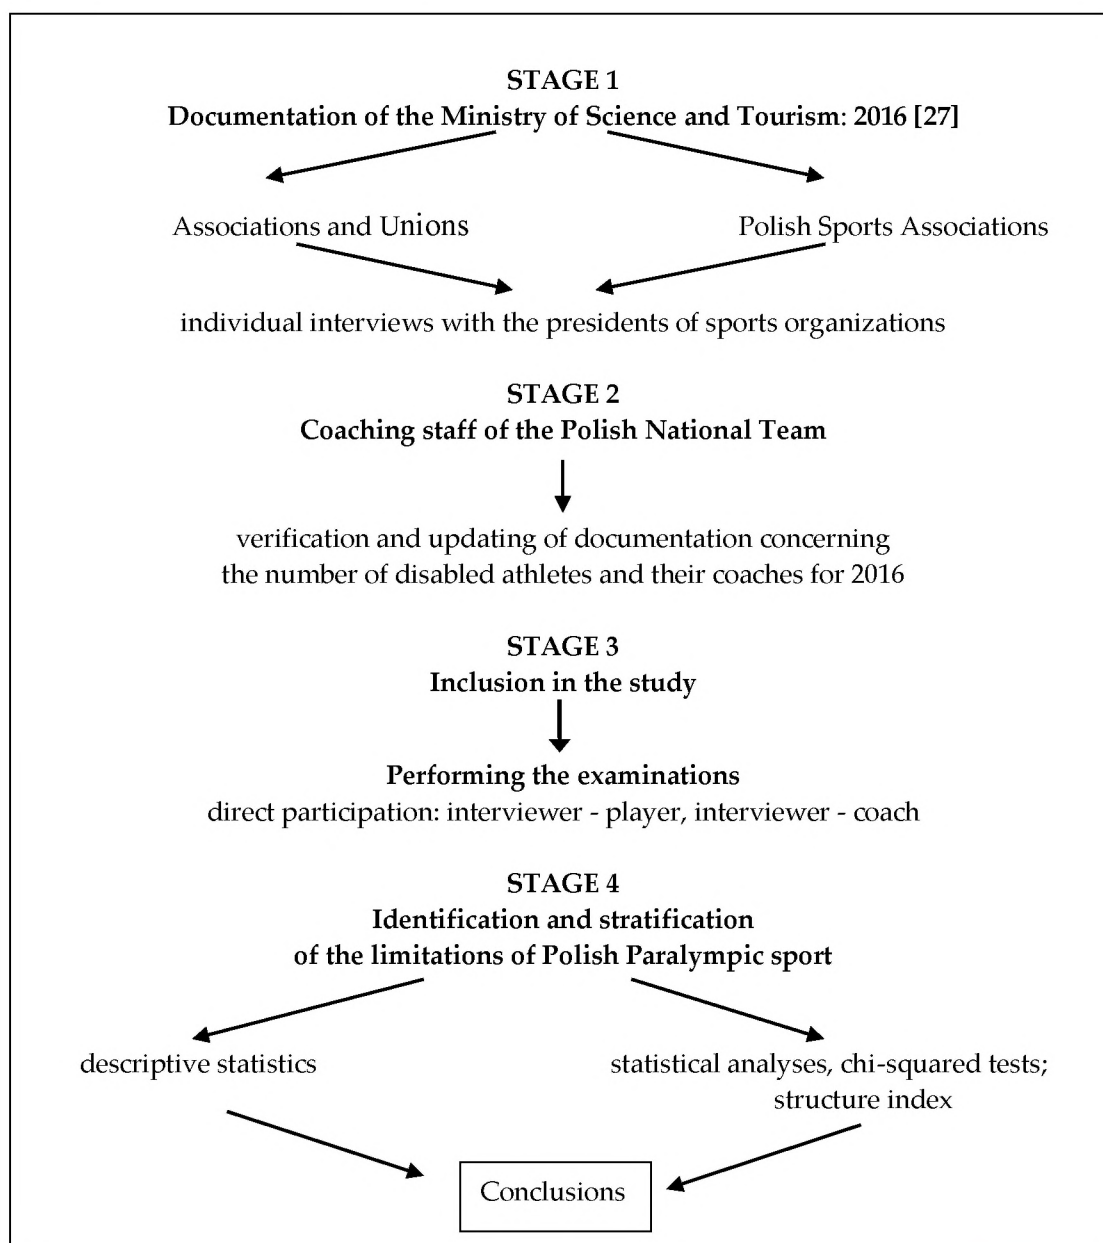 STAGE 1
Documentation of the Ministry of Science and Tourism: 2016 [27]
Associations and Unions
Polish Sports Associations
individual interviews with the presidents of sports organizations
STAGE 2
Coaching staff of the Polish National Team
verification and updating of documentation concerning
the number of disabled athletes and their coaches for 2016
STAGE 3
Inclusion in the study
Performing the examinations
direct participation: interviewer - player, interviewer - coach
STAGE 4
Identification and stratification
of the limitations of Polish Paralympic sport
descriptive statistics
statistical analyses, chi-squared tests;
structure index
Conclusions